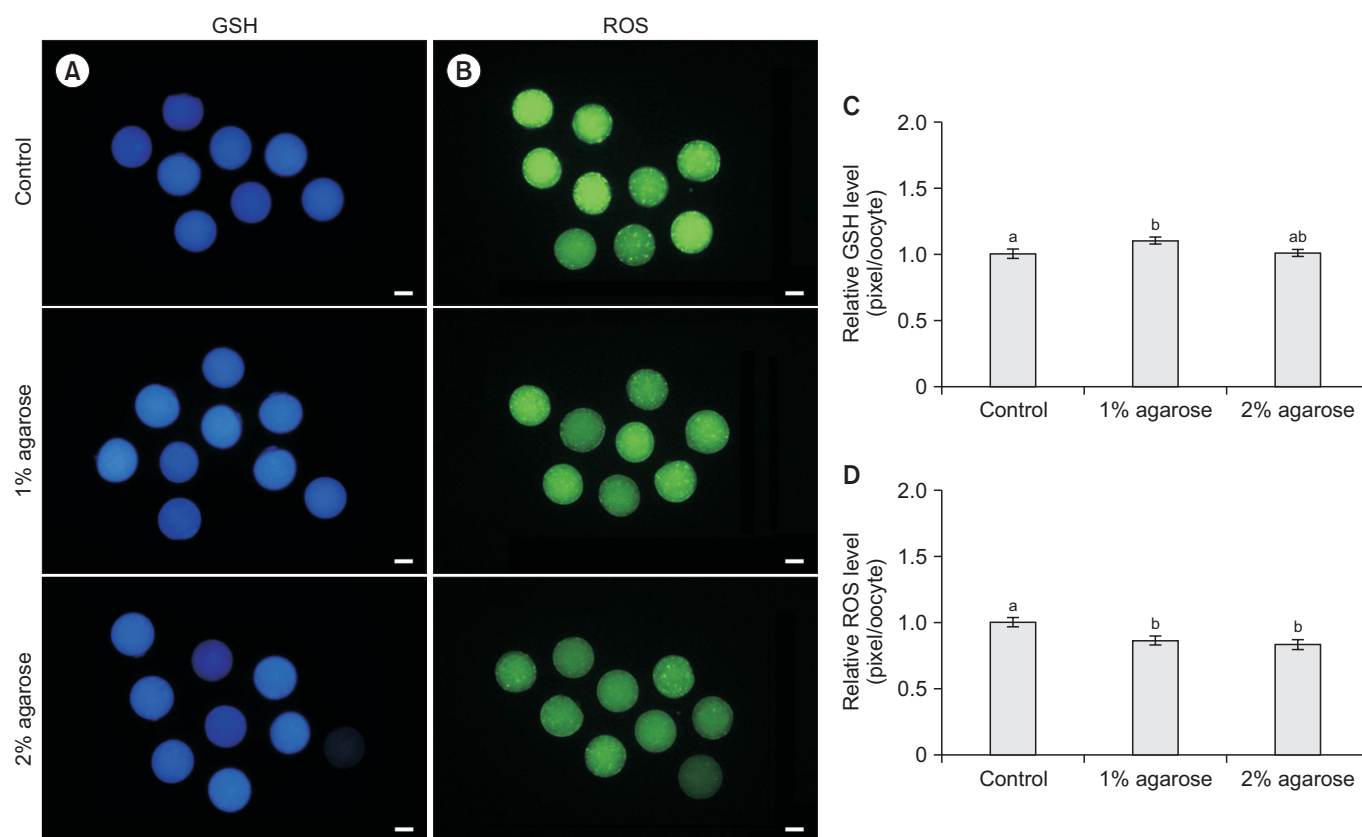 GSH
ROS
A
B
Control
1% agarose
2% agarose
C
Relative GSH level
(pixel/oocyte)
2.0
1.5
1.0
0.5
0
a
b
ab
Control
1% agarose
2% agarose
D
Relative ROS level
(pixel/oocyte)
2.0
1.5
1.0
0.5
0
a
b
b
Control
1% agarose
2% agarose